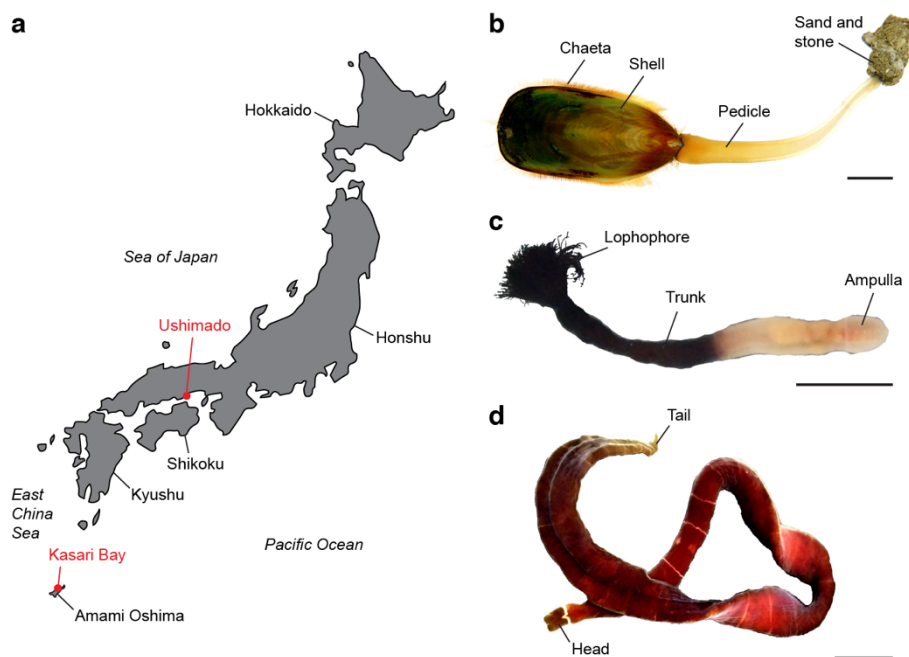 a
Hokkaido
Sea of Japan
Ushimado
Honshu
Shikoku
Kyushu
East
China
Sea
Pacific Ocean
Kasari Bay
Amami Oshima
b
Sand and
stone
Chaeta
Shell
Pedicle
c
Lophophore
Trunk
Ampulla
d
Tail
Head